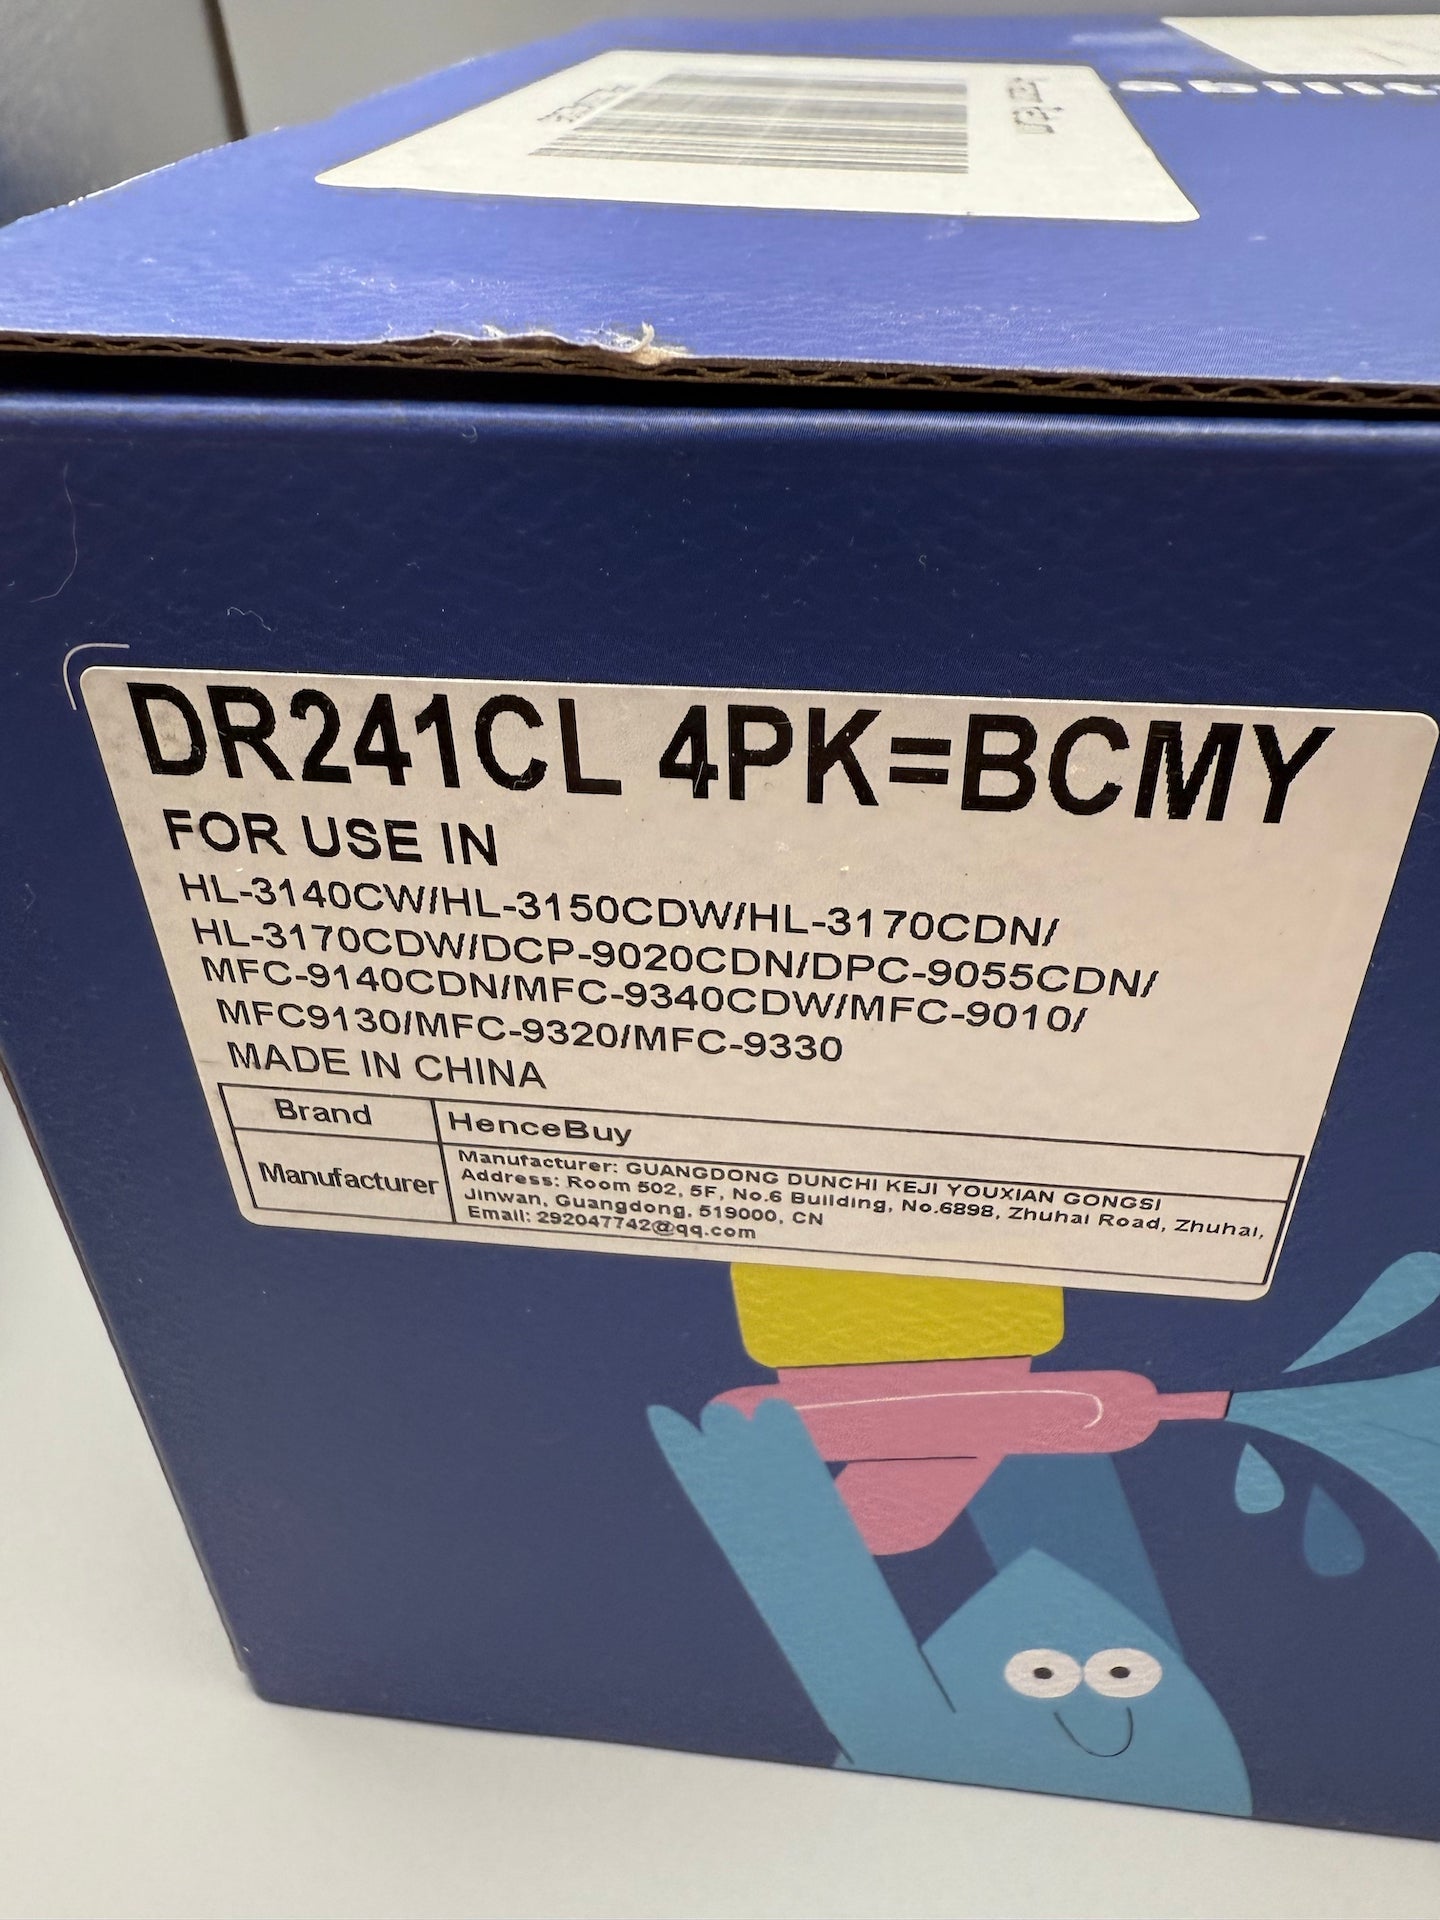 DR241CL 4PK=BCMY
FOR USE IN
HL-3140CW/HL-3150CDW/HL-3170CDN/
HL-3170CDW/DCP-9020CDN/DPC-9055CDN/
MFC-9140CDN/MFC-9340CDW/MFC-9010/
MFC9130/MFC-9320/MFC-9330
MADE IN CHINA
Brand HenceBuy
Manufacturer
Manufacturer: GUANGDONG DUNCHI KEJI YOUXIAN GONGSI
Address: Room 502, 5F, No.6 Building, No.6898, Zhuhai Road, Zhuhai,
Jinwan, Guangdong, 519000, CN
Email: 292047742@qq.com